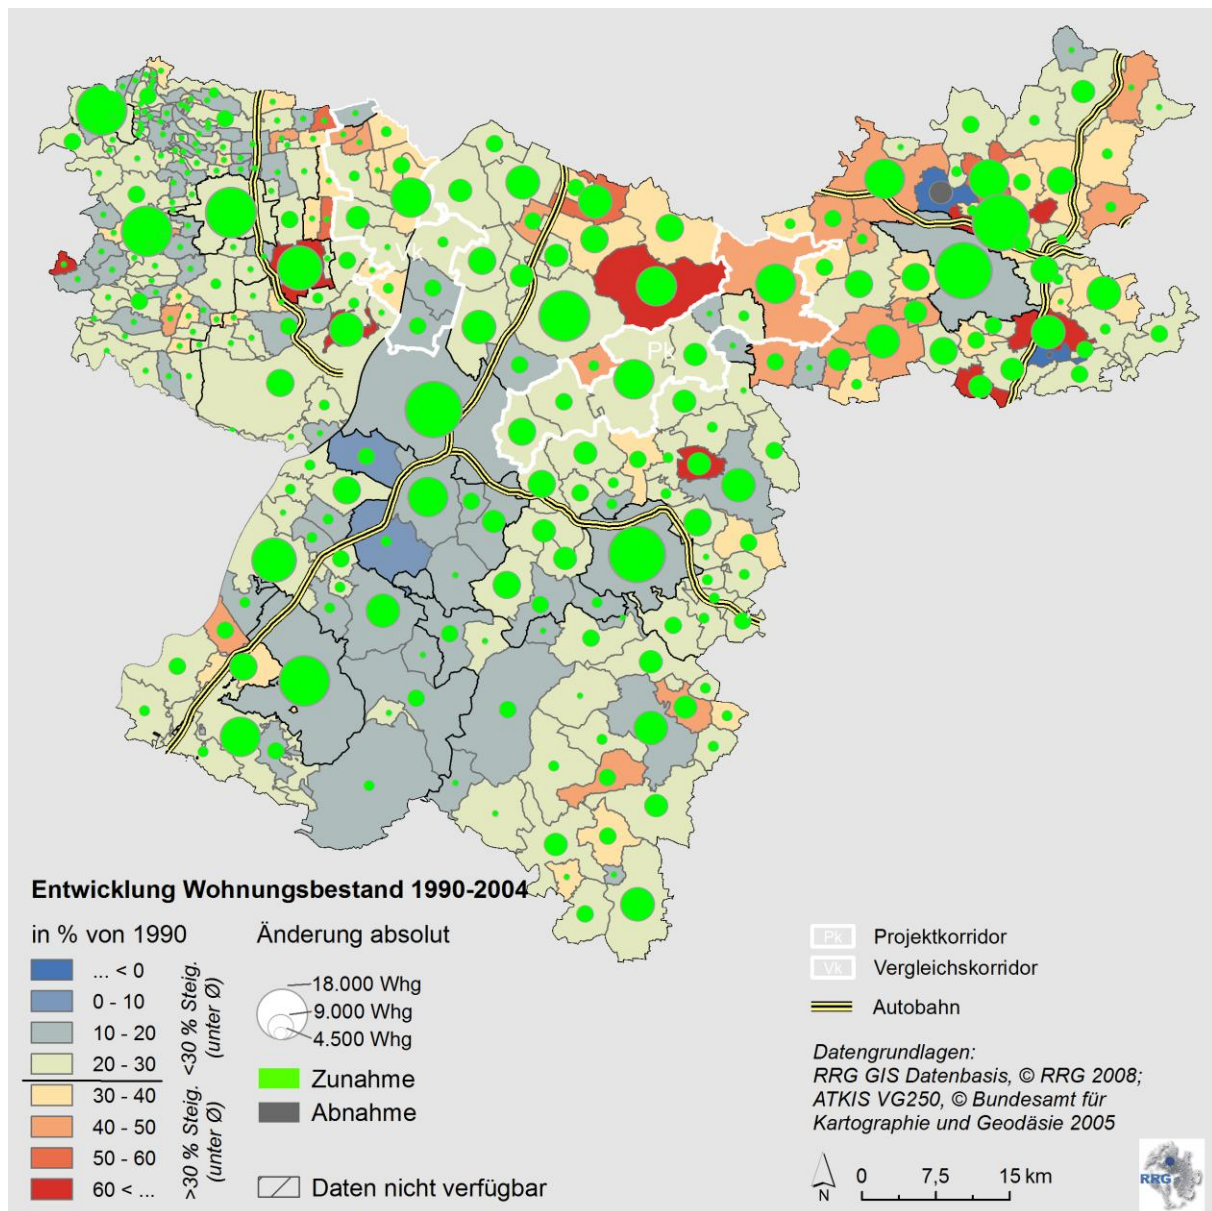 Vk
Pk
Entwicklung Wohnungsbestand 1990-2004
in % von 1990
... < 0
0 - 10
10 - 20
20 - 30
30 - 40
40 - 50
50 - 60
60 < ...
<30 % Steig.
(unter Ø)
>30 % Steig.
(unter Ø)
Änderung absolut
18.000 Whg
9.000 Whg
4.500 Whg
Zunahme
Abnahme
Daten nicht verfügbar
Pk Projektkorridor
Vk Vergleichskorridor
Autobahn
Datengrundlagen:
RRG GIS Datenbasis, © RRG 2008;
ATKIS VG250, © Bundesamt für
Kartographie und Geodäsie 2005
N
0 7,5 15 km
RRG